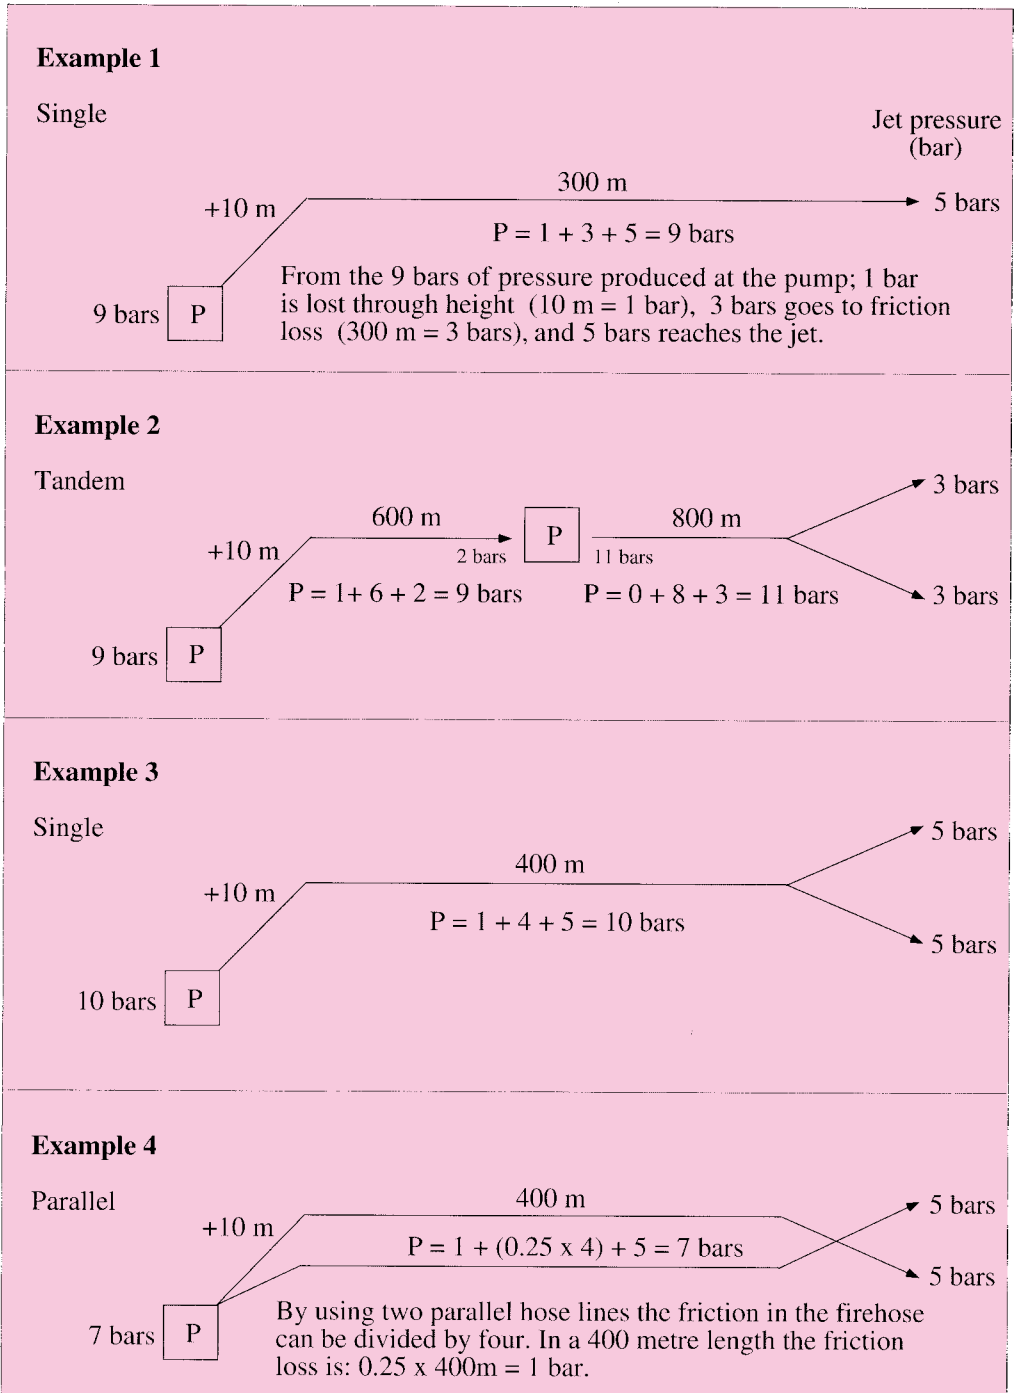 Example 1
Single
Jet pressure
(bar)
300 m
+10 m
5 bars
P = 1 + 3 + 5 = 9 bars
9 bars
P
From the 9 bars of pressure produced at the pump; 1 bar
is lost through height (10 m = 1 bar), 3 bars goes to friction
loss (300 m = 3 bars), and 5 bars reaches the jet.
Example 2
Tandem
3 bars
600 m
P
800 m
+10 m
2 bars
11 bars
P = 1+ 6 + 2 = 9 bars
P = 0 + 8 + 3 = 11 bars
3 bars
9 bars
P
Example 3
Single
5 bars
400 m
+10 m
P = 1 + 4 + 5 = 10 bars
5 bars
10 bars
P
Example 4
Parallel
400 m
5 bars
+10 m
P = 1 + (0.25 x 4) + 5 = 7 bars
5 bars
7 bars
P
By using two parallel hose lines the friction in the firehose
can be divided by four. In a 400 metre length the friction
loss is: 0.25 x 400m = 1 bar.